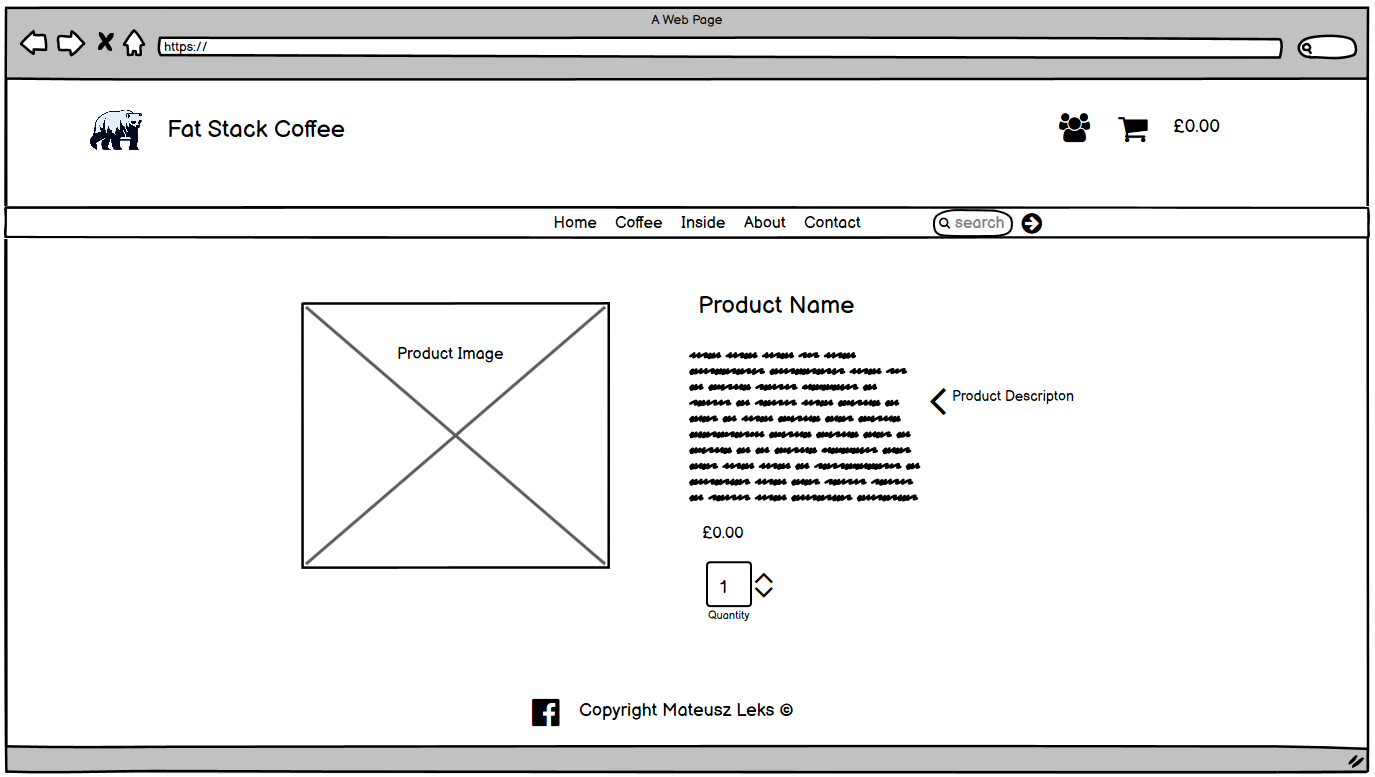 A Web Page
https://
Fat Stack Coffee
£0.00
Home Coffee Inside About Contact search
Product Name
Product Image
Product Descripton
£0.00
1
Quantity
Copyright Mateusz Leks ©